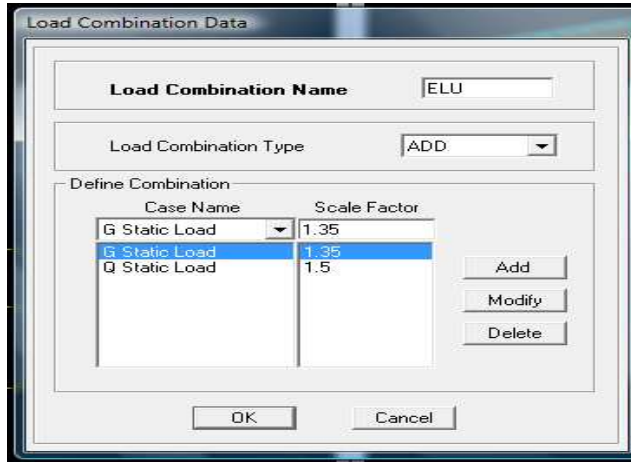 Load Combination Data
Load Combination Name ELU
Load Combination Type ADD
Define Combination
Case Name Scale Factor
G Static Load 1.35
G Static Load 1.35
Q Static Load 1.5
Add
Modify
Delete
OK Cancel